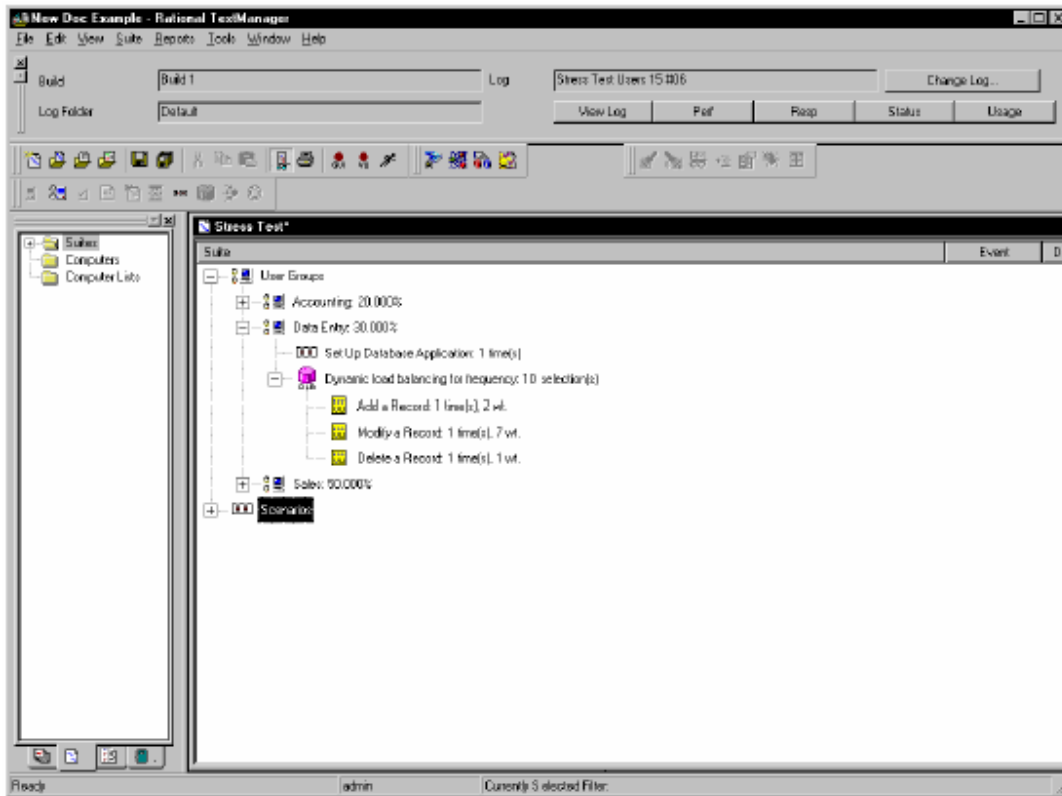 New Doc Example - Rational TestManager
File Edit View Suite Reports Tools Window Help
Build Build 1 Log Stress Test Users 15 #06 Change Log...
Log Folder Default View Log Perf Resp Status Usage
Stress Test*
Suites
Computers
Computer Lists
Suite Event D
User Groups
Accounting: 20.000%
Data Entry: 30.000%
Set Up Database Application: 1 time(s)
Dynamic load balancing for frequency: 10 selection(s)
Add a Record: 1 time(s), 2 wt.
Modify a Record: 1 time(s), 7 wt.
Delete a Record: 1 time(s), 1 wt.
Sales: 50.000%
Scenarios
Ready admin Currently Selected Filter: